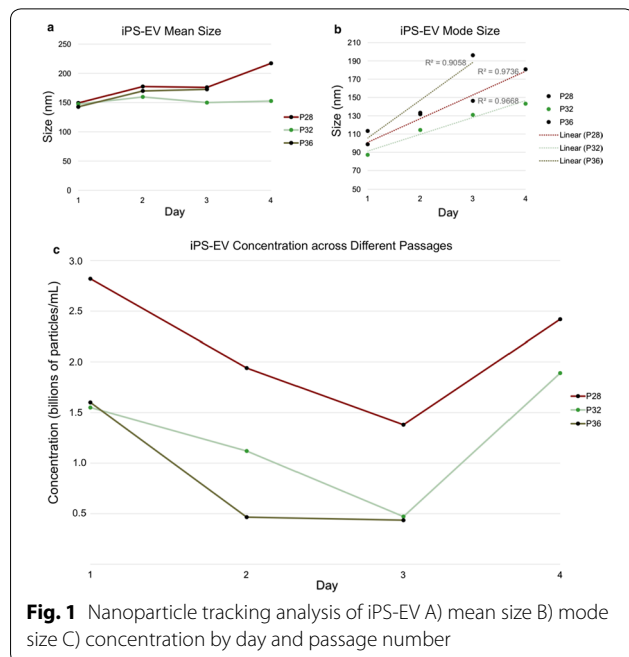 a
iPS-EV Mean Size
250
200
150
100
50
0
Size (nm)
1 2 3 4
Day
P28
P32
P36
b
iPS-EV Mode Size
210
190
170
150
130
110
90
70
50
Size (nm)
R² = 0.9058
R² = 0.9736
R² = 0.9668
1 2 3 4
Day
P28
P32
P36
Linear (P28)
Linear (P32)
Linear (P36)
c
iPS-EV Concentration across Different Passages
3.0
2.5
2.0
1.5
1.0
0.5
Concentration (billions of particles/mL)
1 2 3 4
Day
P28
P32
P36
Fig. 1 Nanoparticle tracking analysis of iPS-EV A) mean size B) mode
size C) concentration by day and passage number